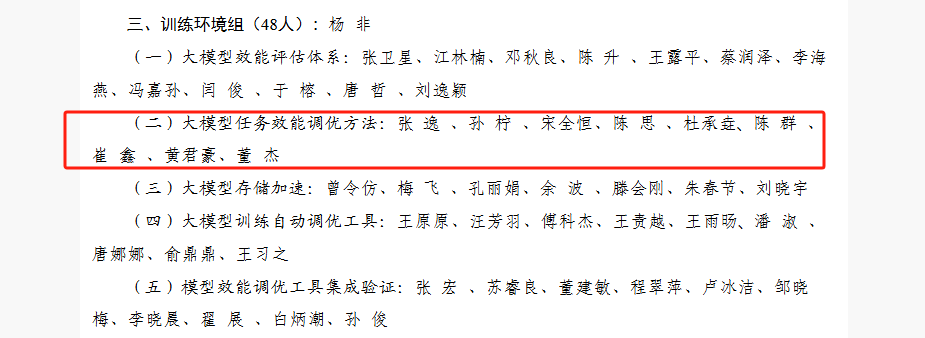 三、训练环境组（48人）：杨 非
（一）大模型效能评估体系：张卫星、江林楠、邓秋良、陈 升 、王露平、蔡润泽、李海
燕、冯嘉孙、闫 俊 、于 榕 、唐 哲 、刘逸颖
（二）大模型任务效能调优方法：张 逸 、孙 柠 、宋全恒、陈 思 、杜承垚、陈 群 、
崔 鑫 、黄君豪、董 杰
（三）大模型存储加速：曾令仿、梅 飞 、孔丽娟、余 波 、滕会刚、朱春节、刘晓宇
（四）大模型训练自动调优工具：王原原、汪芳羽、傅科杰、王贵越、王雨旸、潘 淑 、
唐娜娜、俞鼎鼎、王习之
（五）模型效能调优工具集成验证：张 宏 、苏睿良、董建敏、程翠萍、卢冰洁、邹晓
梅、李晓晨、翟 展 、白炳潮、孙 俊